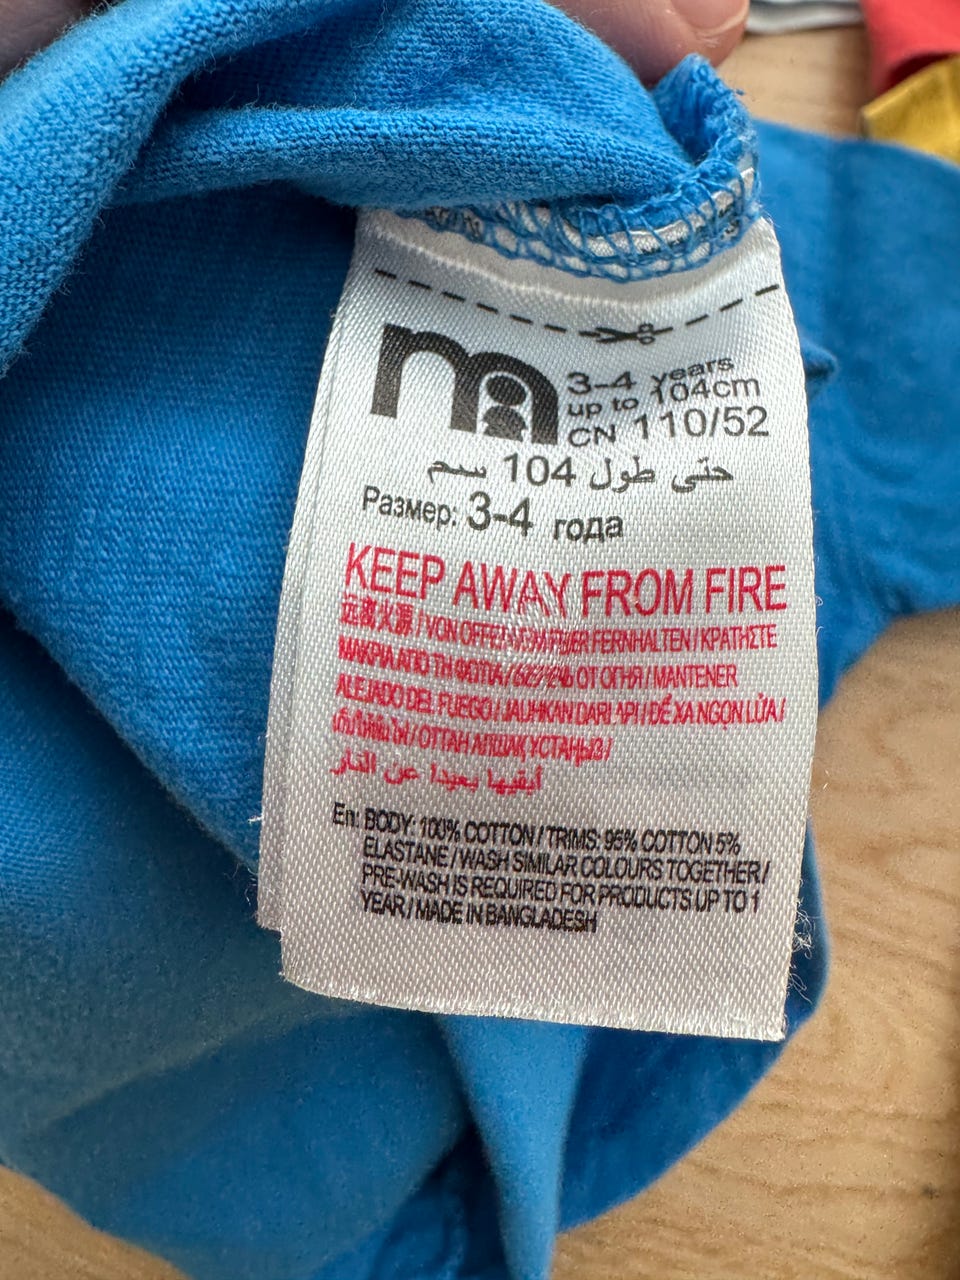 m
3-4 years
up to 104cm
CN 110/52
حتى طول 104 سم
Размер: 3-4 года
KEEP AWAY FROM FIRE
远离火源 / VON OFFENEM FEUER FERNHALTEN / ΚΡΑΤΗΣΤΕ
ΜΑΚΡΙΑ ΑΠΟ ΤΗ ΦΩΤΙΑ / ОТ ОГНЯ / MANTENER
ALEJADO DEL FUEGO / JAUHKAN DARI API / ĐỂ XA NGỌN LỬA /
/ ОТТАН АЛШАҚ ҰСТАҢЫЗ /
أبقيها بعيدا عن النار
En: BODY: 100% COTTON / TRIMS: 95% COTTON 5%
ELASTANE / WASH SIMILAR COLOURS TOGETHER /
PRE-WASH IS REQUIRED FOR PRODUCTS UP TO 1
YEAR / MADE IN BANGLADESH